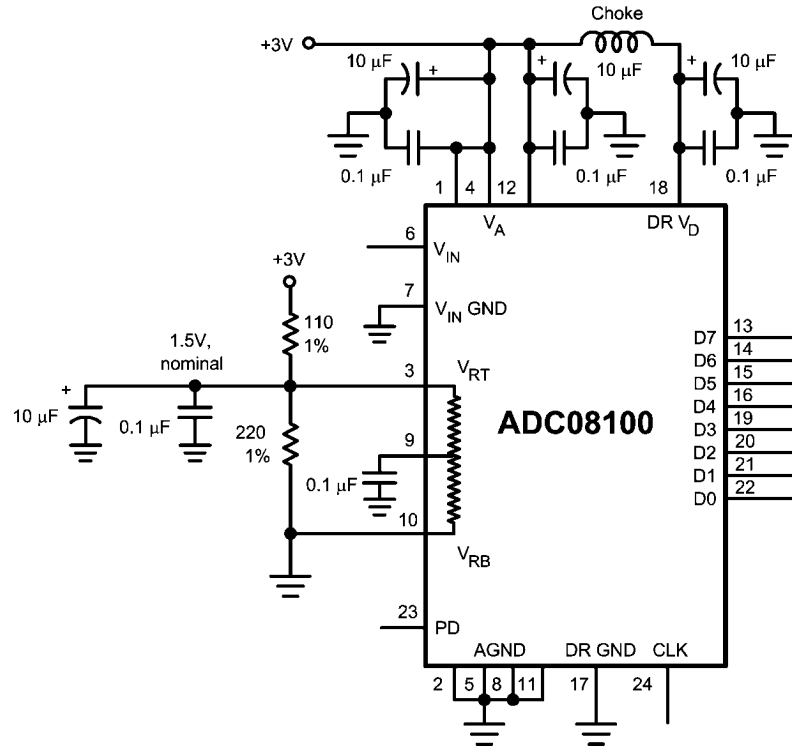 Choke
+3V
10 µF
+
+
10 µF
+
10 µF
0.1 µF
0.1 µF
0.1 µF
1
4
12
18
V_A
DR V_D
6
V_IN
+3V
7
V_IN GND
110
1%
1.5V,
nominal
3
V_RT
+
10 µF
0.1 µF
220
1%
9
0.1 µF
10
V_RB
ADC08100
D7 13
D6 14
D5 15
D4 16
D3 19
D2 20
D1 21
D0 22
23
PD
AGND
DR GND
CLK
2
5
8
11
17
24